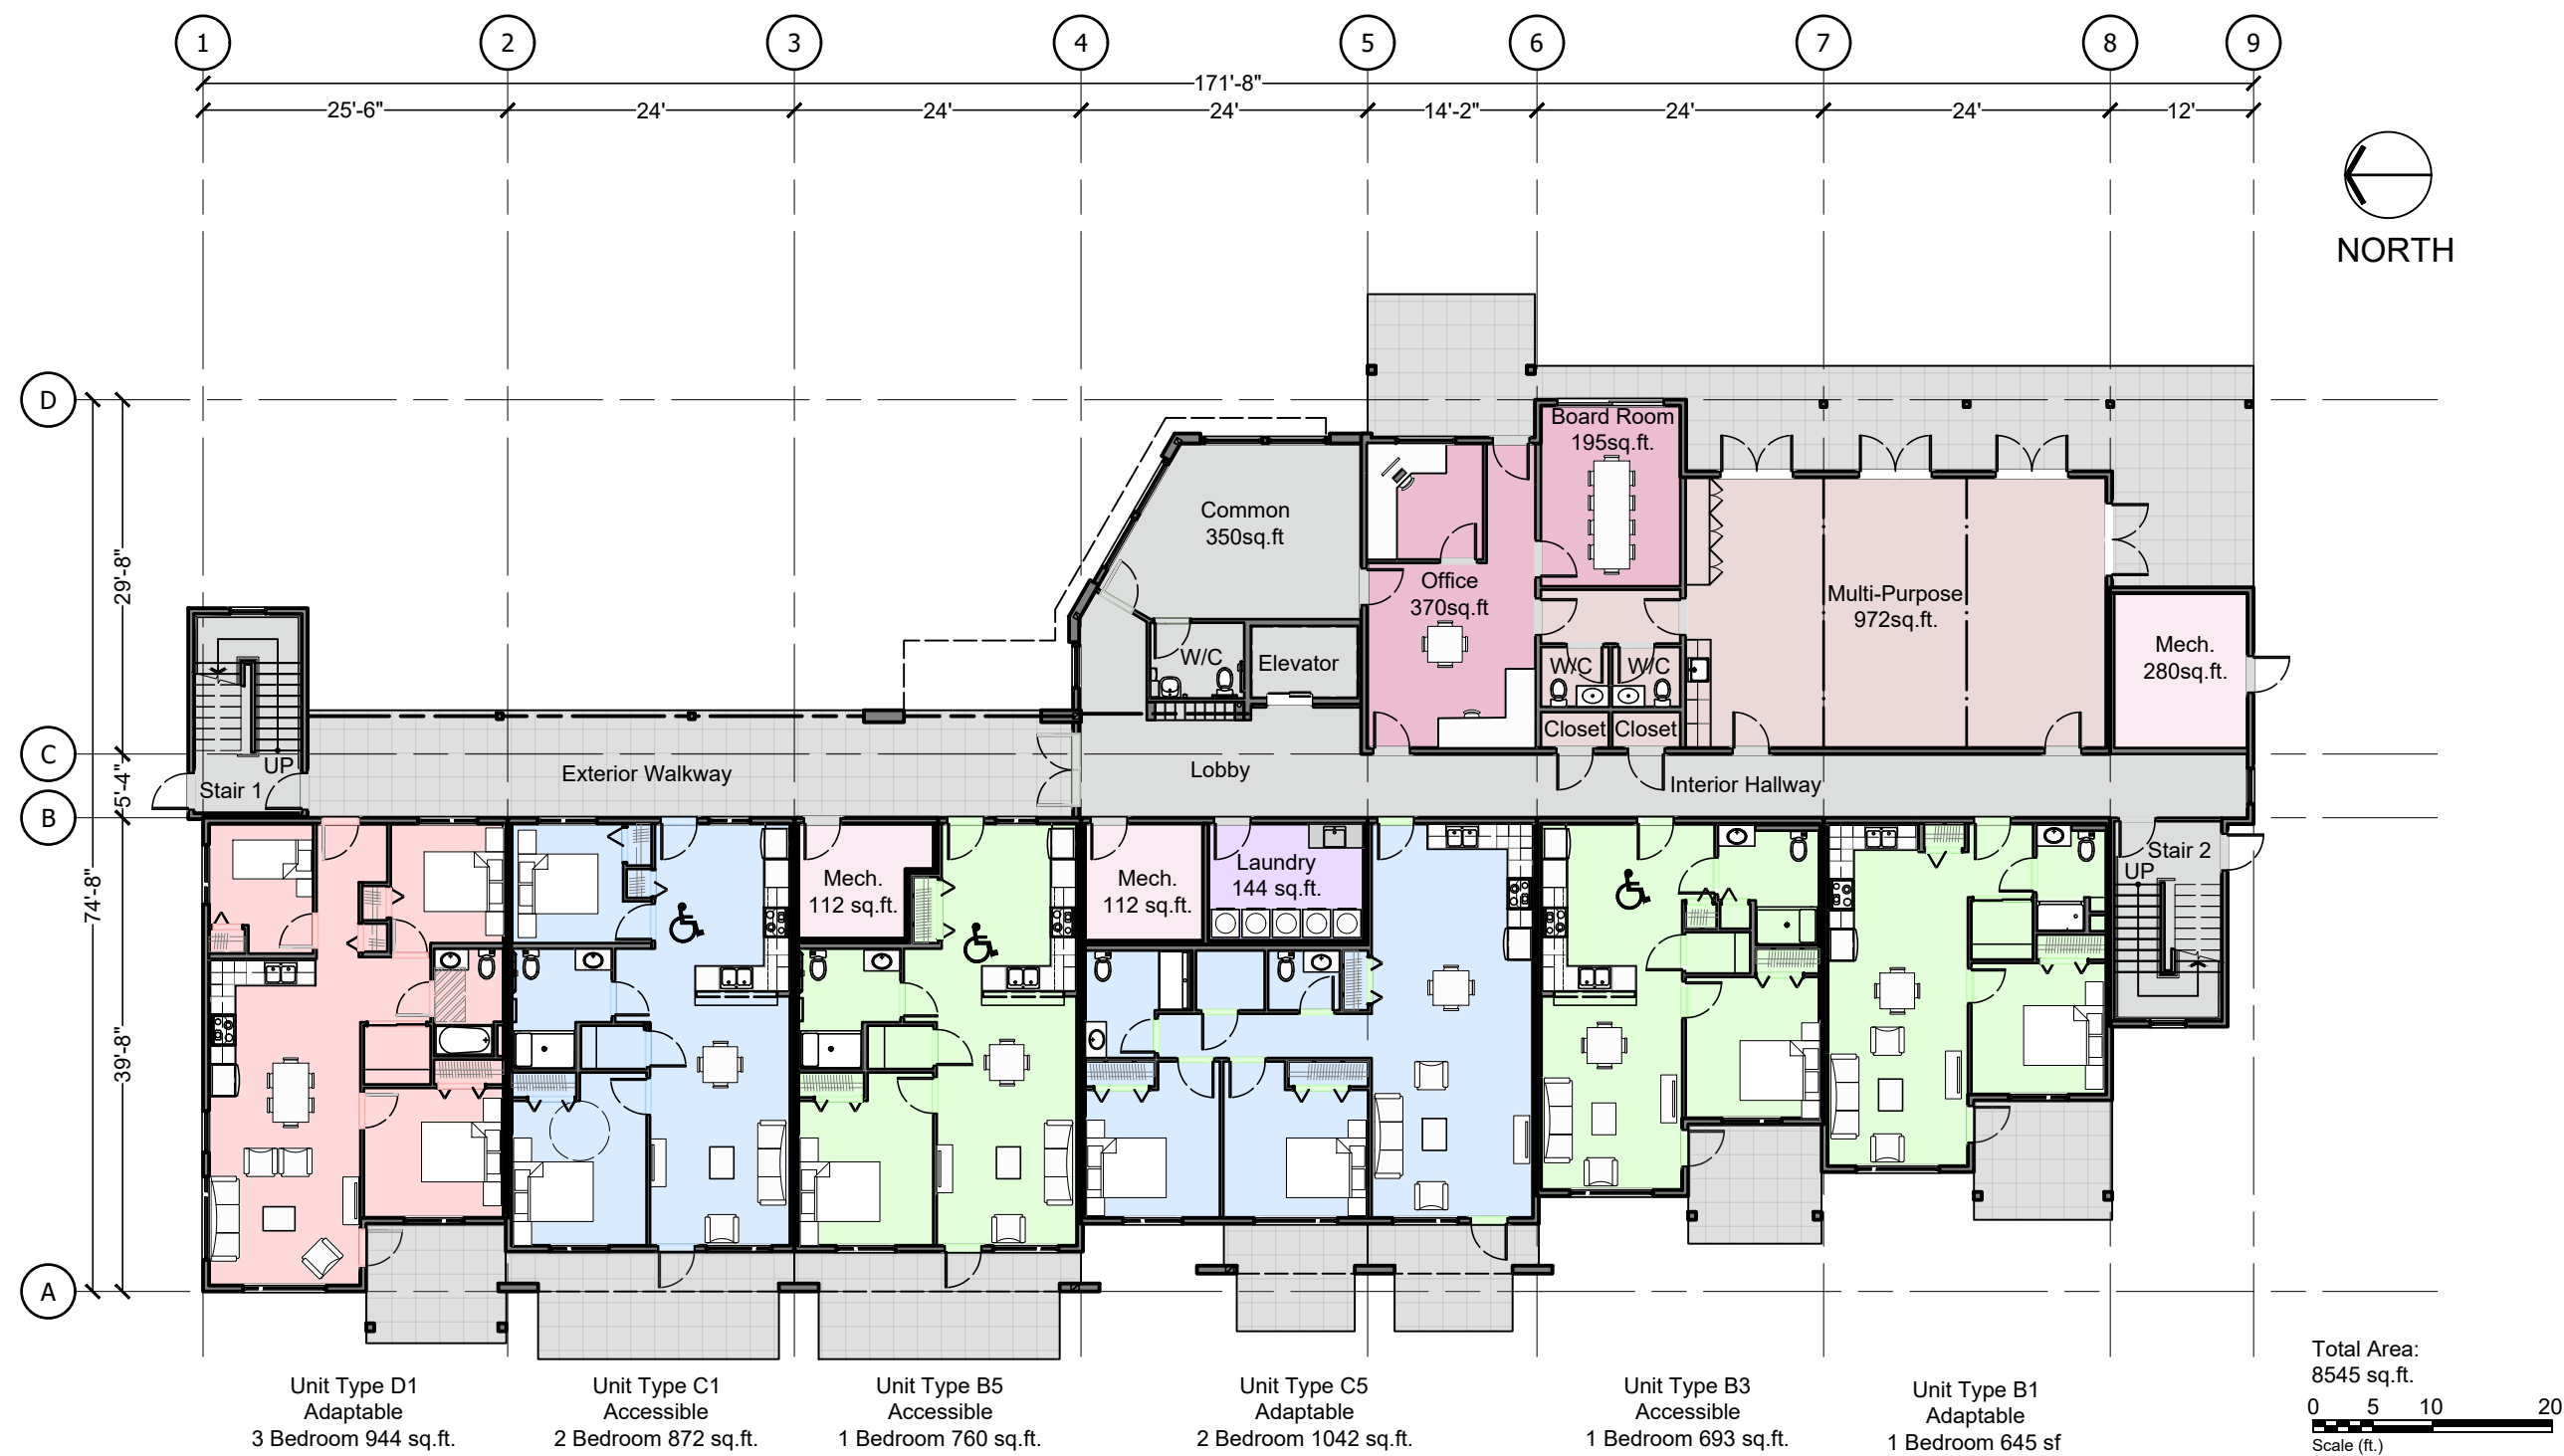 1 2 3 4 5 6 7 8 9
171'-8"
25'-6" 24' 24' 24' 14'-2" 24' 24' 12'
NORTH
D
C
B
A
29'-8"
5'-4"
74'-8"
39'-8"
Board Room
195sq.ft.
Common
350sq.ft
Office
370sq.ft
Multi-Purpose
972sq.ft.
W/C
Elevator
W/C
W/C
Closet
Closet
Mech.
280sq.ft.
UP
Stair 1
Exterior Walkway
Lobby
Interior Hallway
Mech.
112 sq.ft.
Mech.
112 sq.ft.
Laundry
144 sq.ft.
Stair 2
UP
Unit Type D1
Adaptable
3 Bedroom 944 sq.ft.
Unit Type C1
Accessible
2 Bedroom 872 sq.ft.
Unit Type B5
Accessible
1 Bedroom 760 sq.ft.
Unit Type C5
Adaptable
2 Bedroom 1042 sq.ft.
Unit Type B3
Accessible
1 Bedroom 693 sq.ft.
Unit Type B1
Adaptable
1 Bedroom 645 sf
Total Area:
8545 sq.ft.
0 5 10 20
Scale (ft.)